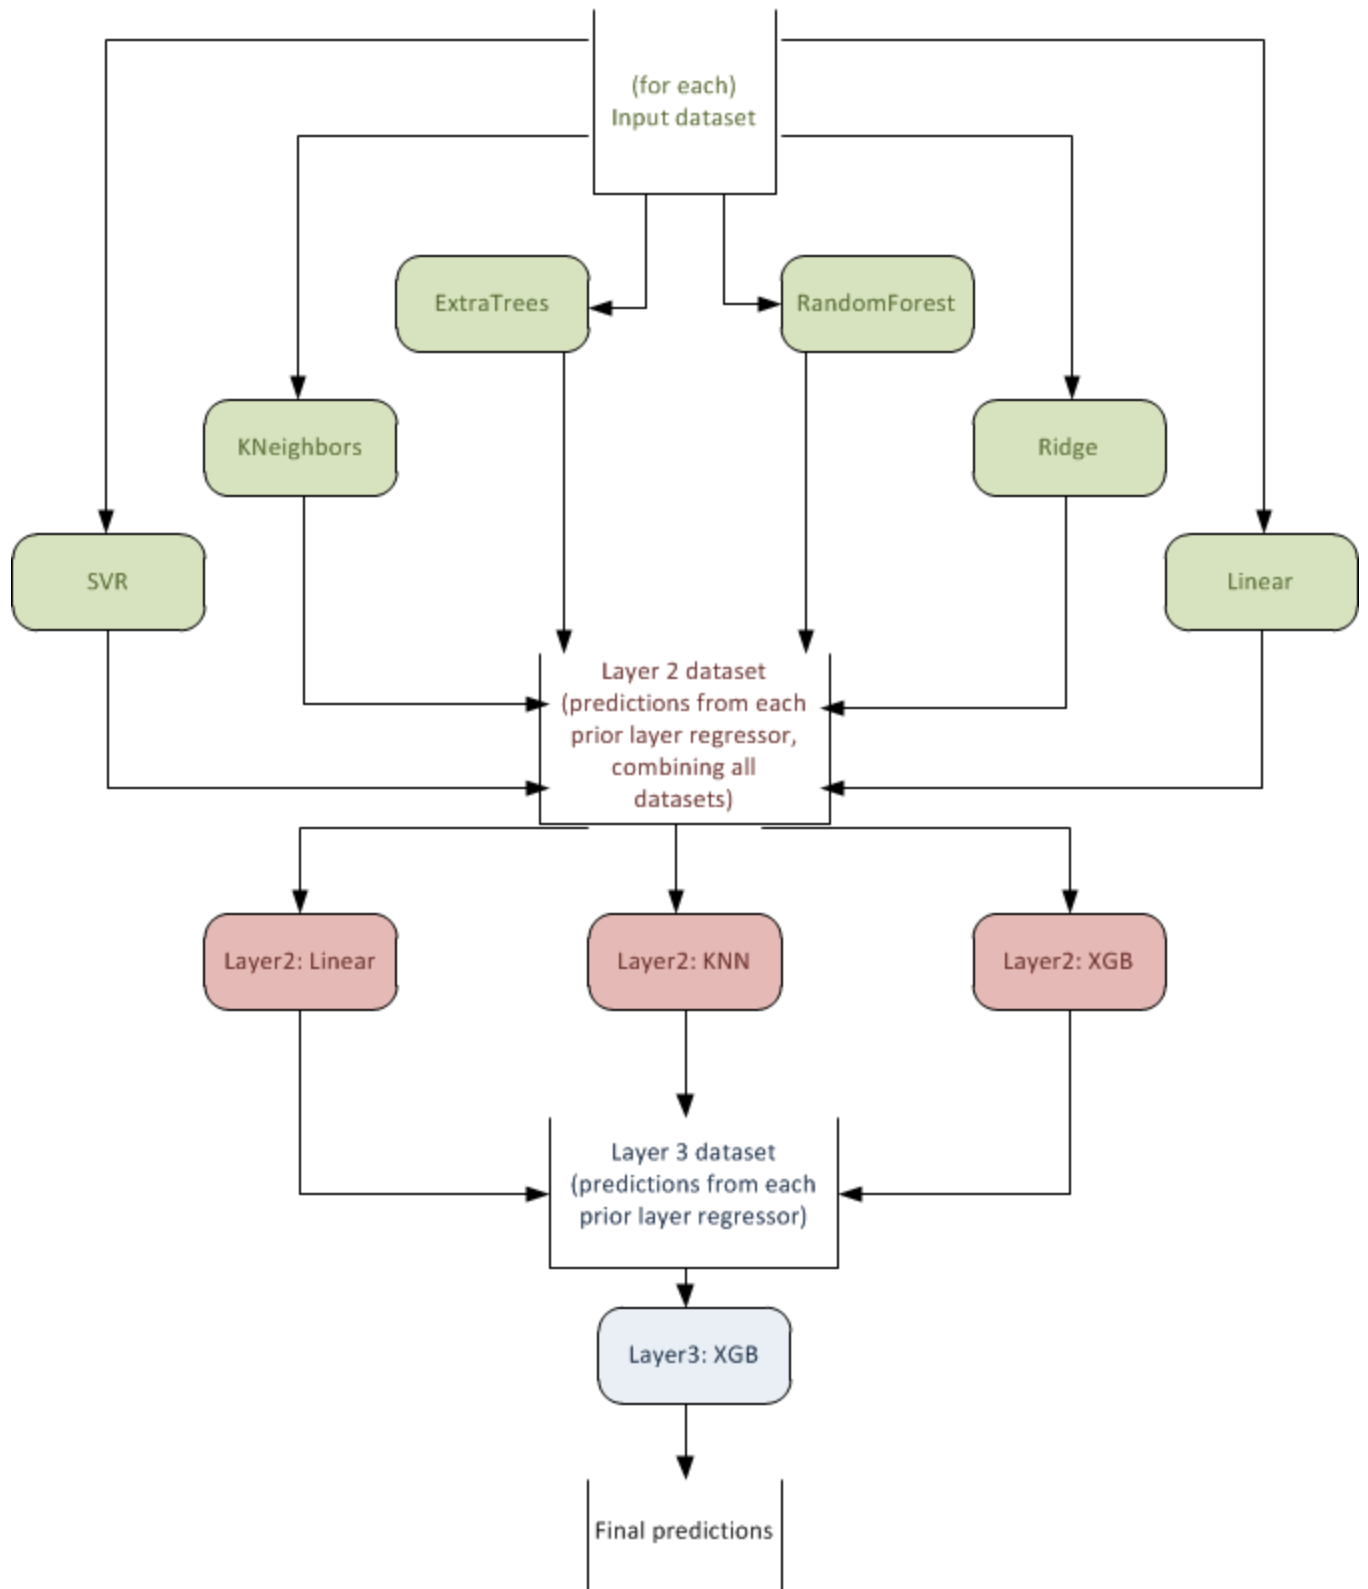 (for each)
Input dataset
ExtraTrees
RandomForest
KNeighbors
Ridge
SVR
Linear
Layer 2 dataset
(predictions from each
prior layer regressor,
combining all
datasets)
Layer2: Linear
Layer2: KNN
Layer2: XGB
Layer 3 dataset
(predictions from each
prior layer regressor)
Layer3: XGB
Final predictions